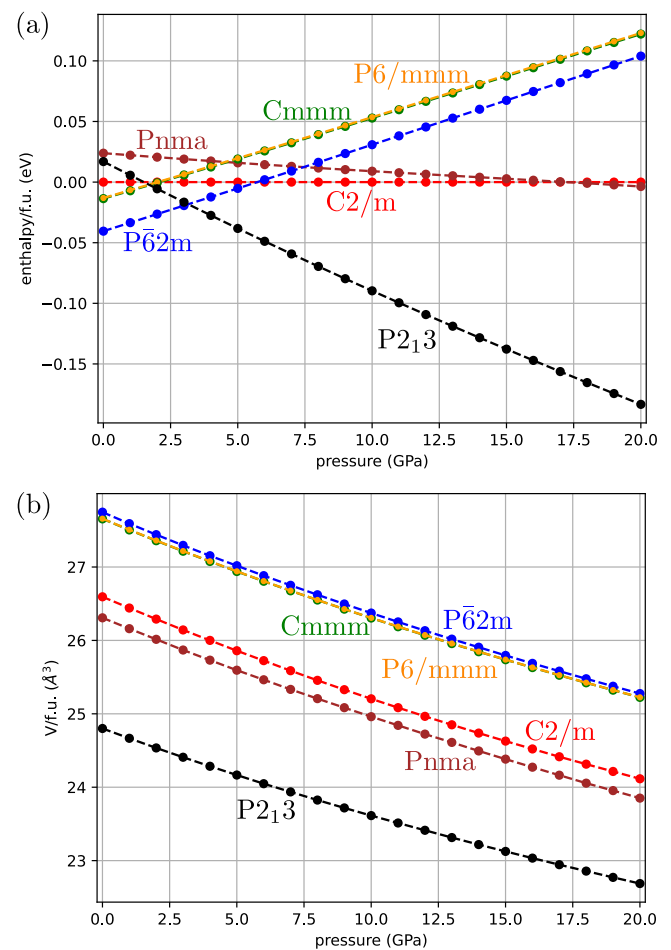 (a)
0.10
0.05
0.00
−0.05
−0.10
−0.15
enthalpy/f.u. (eV)
P6/mmm
Cmmm
Pnma
C2/m
P6̄2m
P2₁3
0.0 2.5 5.0 7.5 10.0 12.5 15.0 17.5 20.0
pressure (GPa)
(b)
27
26
25
24
23
V/f.u. (Å³)
P6̄2m
Cmmm
P6/mmm
C2/m
Pnma
P2₁3
0.0 2.5 5.0 7.5 10.0 12.5 15.0 17.5 20.0
pressure (GPa)